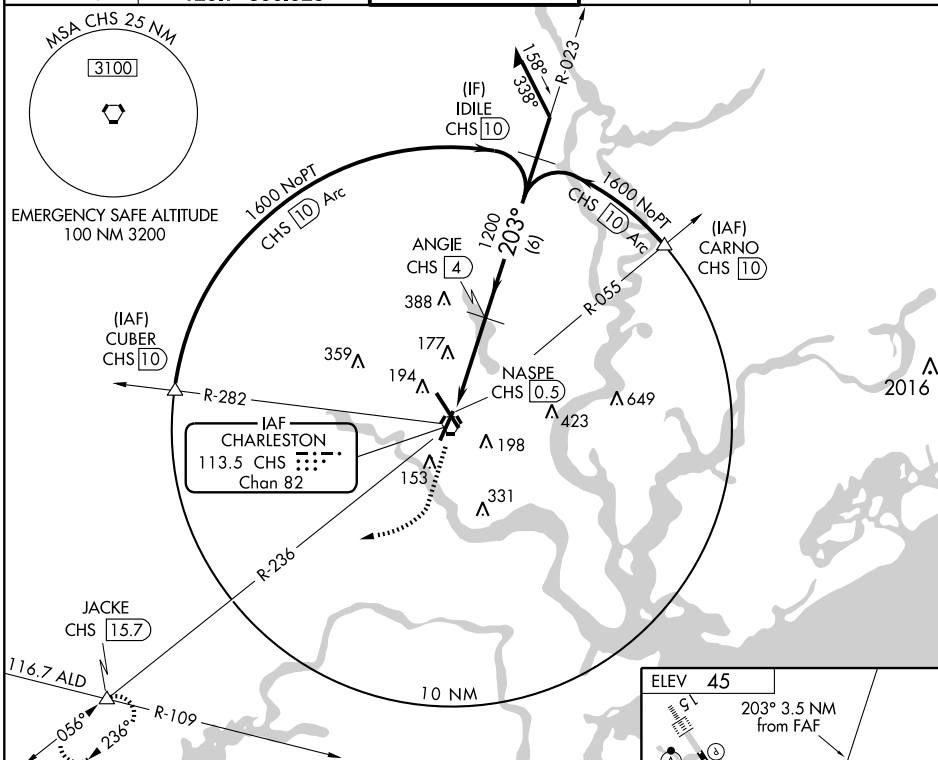 MSA CHS 25 NM
3100
EMERGENCY SAFE ALTITUDE
100 NM 3200
158°
338°
R-023
(IF)
IDILE
CHS 10
1600 NoPT
CHS 10 Arc
1600 NoPT
CHS 10 Arc
(IAF)
CARNO
CHS 10
1200
203°
(6)
ANGIE
CHS 4
R-055
388
(IAF)
CUBER
CHS 10
359
177
194
NASPE
CHS 0.5
649
423
2016
R-282
IAF
CHARLESTON
113.5 CHS
Chan 82
198
153
331
R-236
JACKE
CHS 15.7
116.7 ALD
R-109
056°
236°
10 NM
ELEV 45
15
203° 3.5 NM
from FAF
P
A